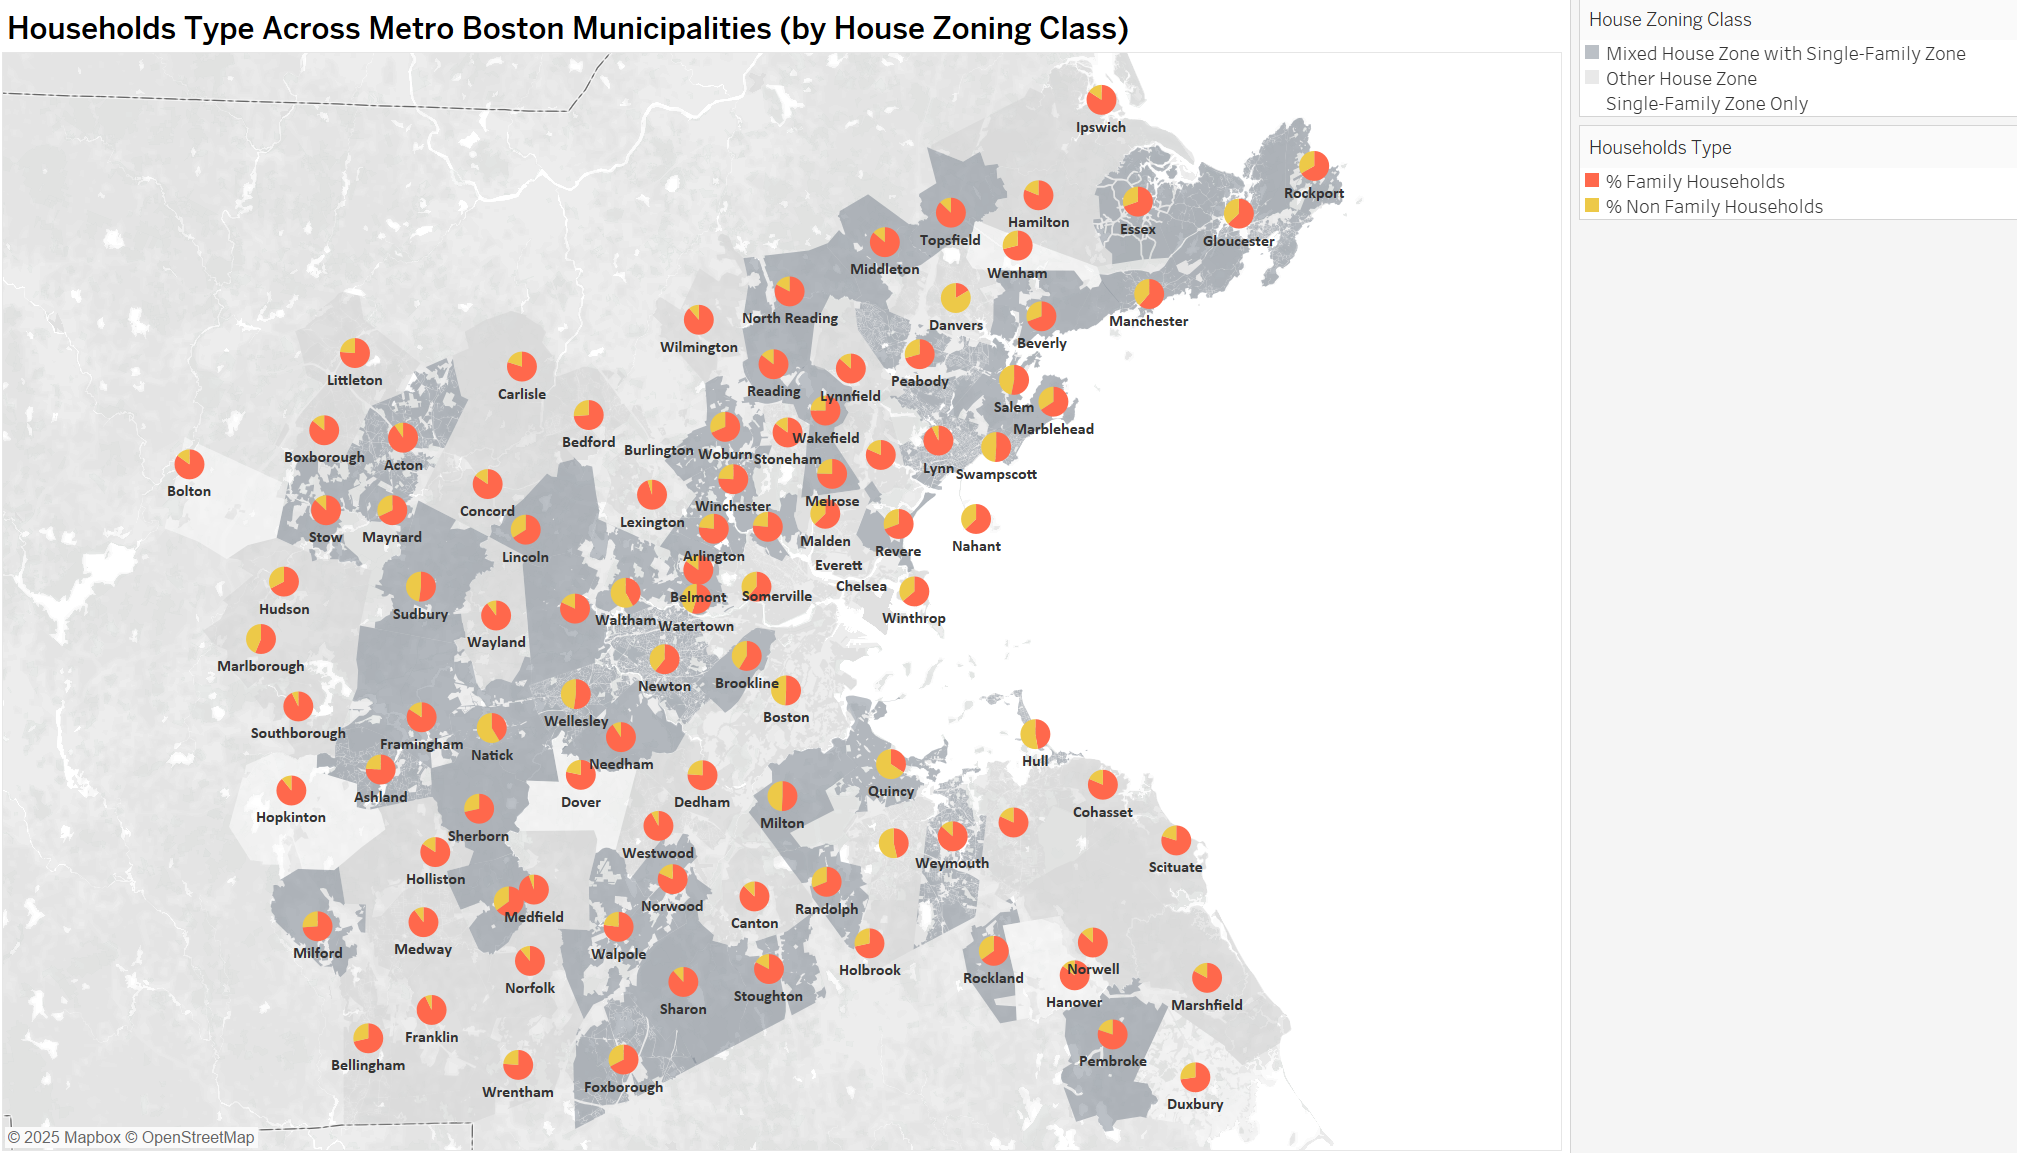 Households Type Across Metro Boston Municipalities (by House Zoning Class)
House Zoning Class
Mixed House Zone with Single-Family Zone
Other House Zone
Single-Family Zone Only
Households Type
% Family Households
% Non Family Households
Ipswich
Rockport
Hamilton
Essex
Topsfield
Gloucester
Middleton
Wenham
North Reading
Danvers
Manchester
Wilmington
Beverly
Littleton
Reading
Peabody
Carlisle
Lynnfield
Salem
Marblehead
Bedford
Wakefield
Burlington
Woburn
Stoneham
Boxborough
Acton
Lynn
Swampscott
Bolton
Melrose
Winchester
Concord
Lexington
Stow
Maynard
Malden
Nahant
Revere
Lincoln
Arlington
Everett
Chelsea
Hudson
Sudbury
Belmont
Somerville
Waltham
Watertown
Winthrop
Wayland
Marlborough
Newton
Brookline
Boston
Wellesley
Southborough
Framingham
Natick
Needham
Hull
Quincy
Ashland
Dover
Dedham
Cohasset
Hopkinton
Milton
Sherborn
Westwood
Weymouth
Scituate
Holliston
Norwood
Randolph
Medfield
Canton
Medway
Milford
Walpole
Holbrook
Norwell
Rockland
Norfolk
Stoughton
Hanover
Marshfield
Sharon
Franklin
Bellingham
Pembroke
Foxborough
Wrentham
Duxbury
© 2025 Mapbox © OpenStreetMap